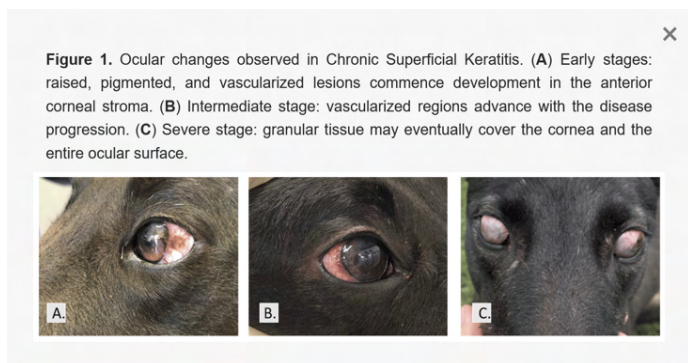 Figure 1. Ocular changes observed in Chronic Superficial Keratitis. (A) Early stages:
raised, pigmented, and vascularized lesions commence development in the anterior
corneal stroma. (B) Intermediate stage: vascularized regions advance with the disease
progression. (C) Severe stage: granular tissue may eventually cover the cornea and the
entire ocular surface.
A.
B.
C.